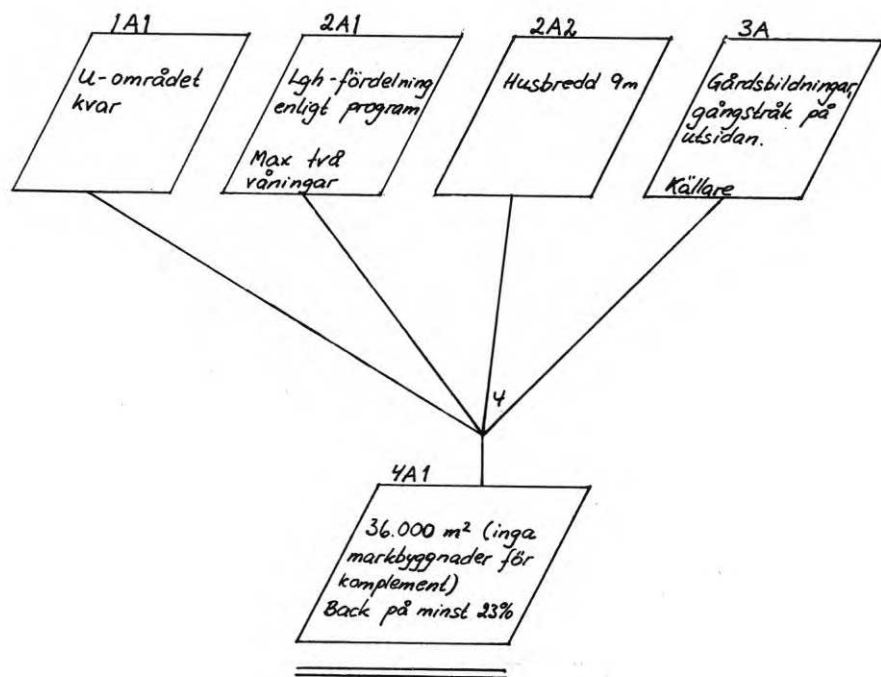 1A1
U-området
kvar
2A1
Lgh-fördelning
enligt program
Max två
våningar
2A2
Husbredd 9m
3A
Gårdsbildningar,
gångstråk på
utsidan.
Källare
4
4A1
36.000 m² (inga
markbyggnader för
komplement)
Back på minst 23%